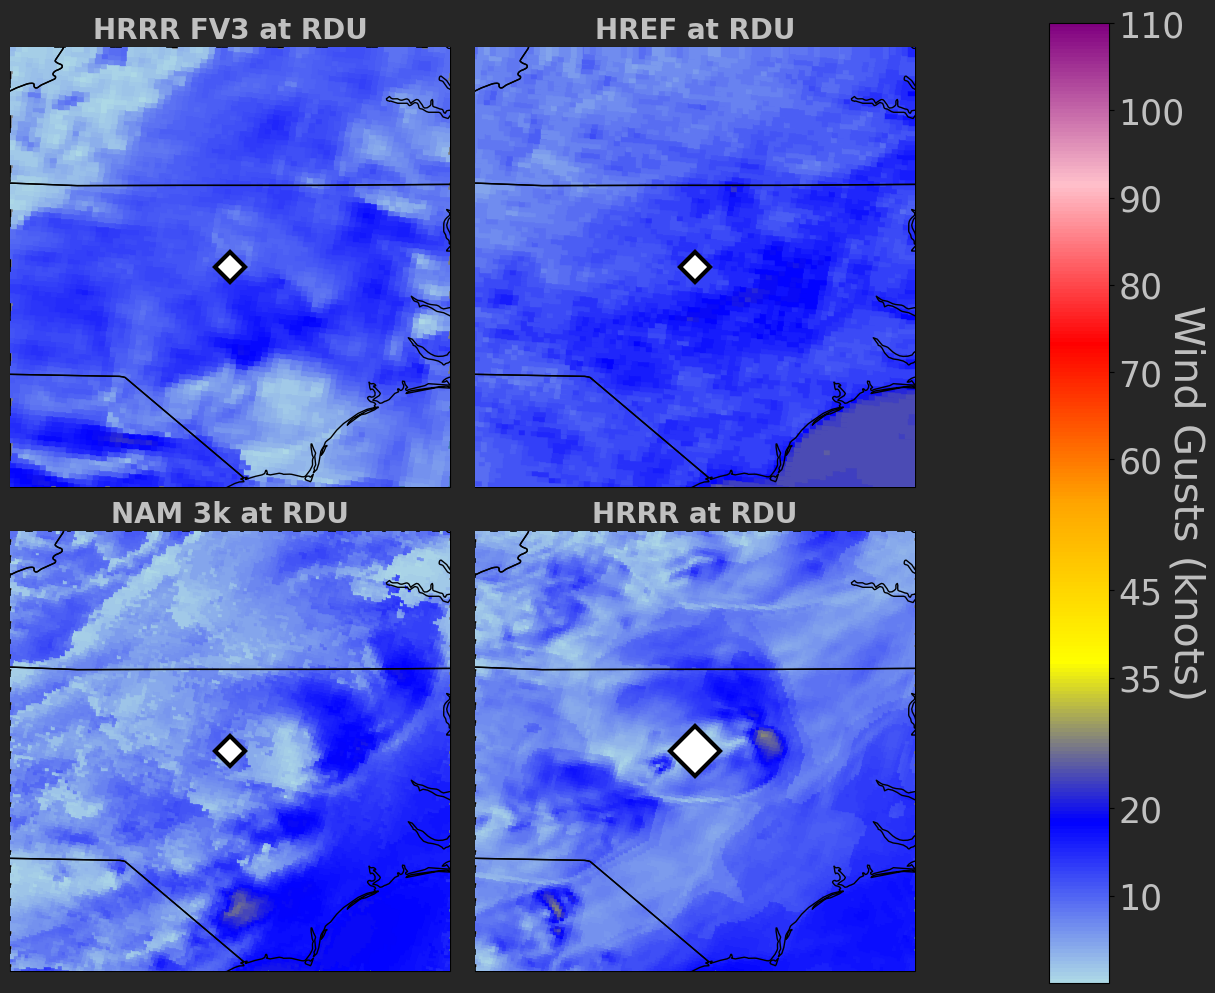 HRRR FV3 at RDU
HREF at RDU
NAM 3k at RDU
HRRR at RDU
110
100
90
80
70
60
45
35
20
10
Wind Gusts (knots)